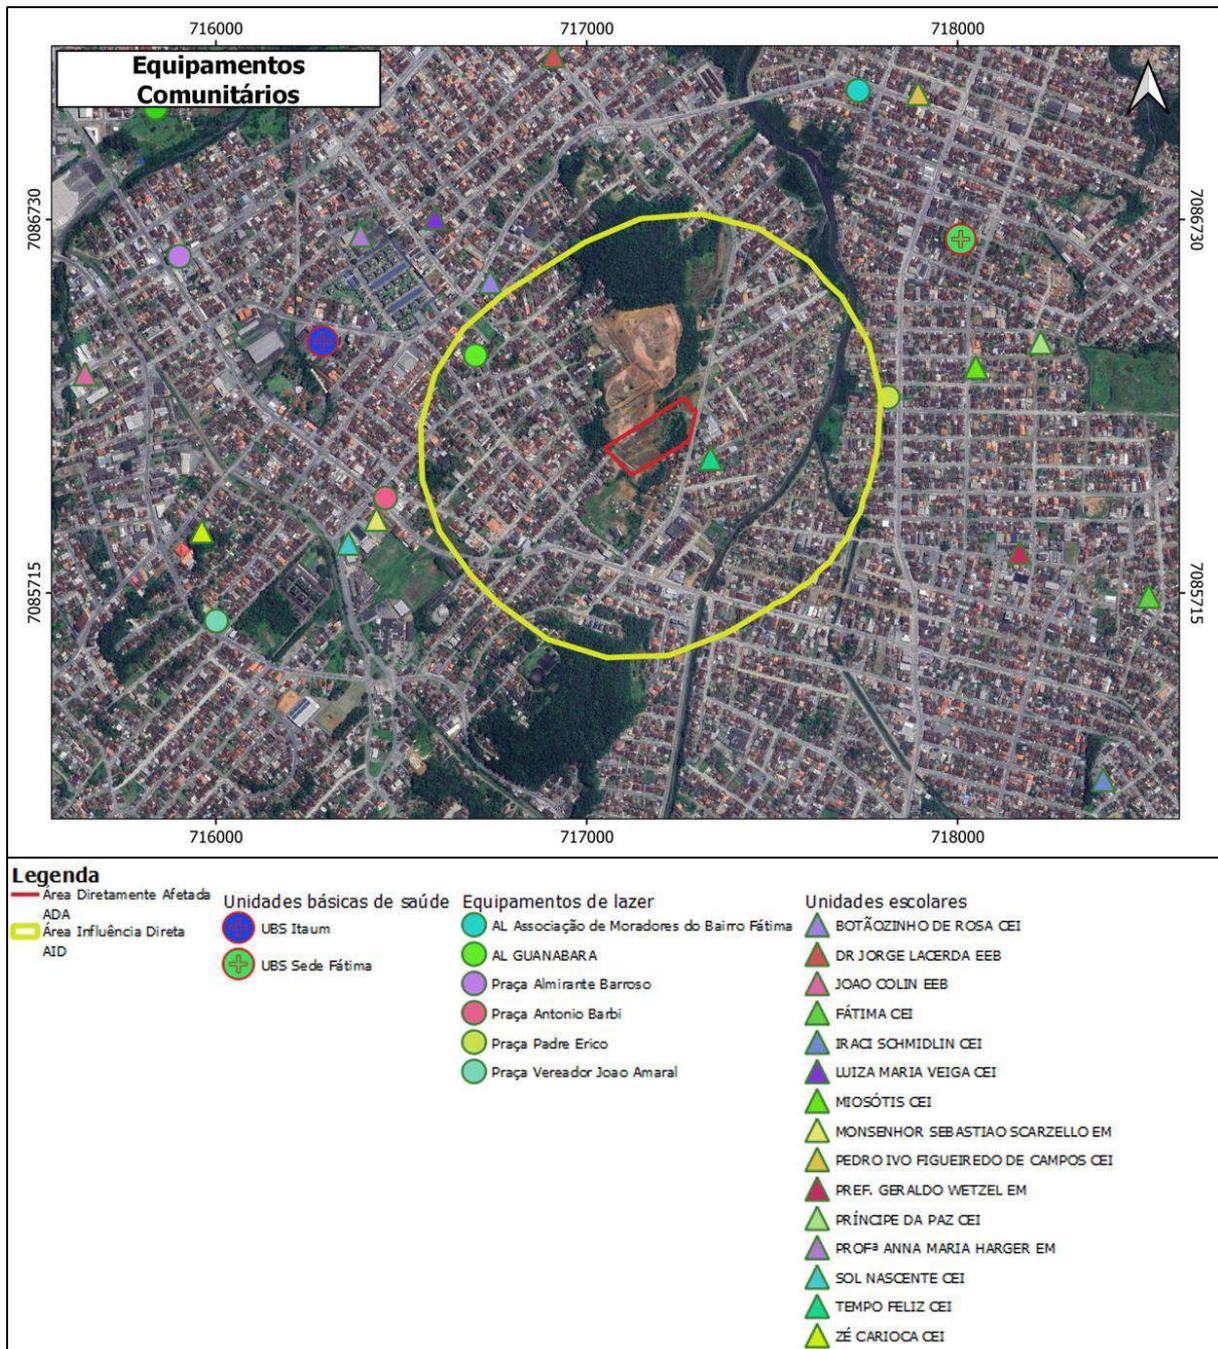 716000
717000
718000
Equipamentos
Comunitários
7086730
7086730
7085715
7085715
716000
717000
718000
Legenda
Área Diretamente Afetada
ADA
Área Influência Direta
AID
Unidades básicas de saúde
UBS Itaum
UBS Sede Fátima
Equipamentos de lazer
AL Associação de Moradores do Bairro Fátima
AL GUANABARA
Praça Almirante Barroso
Praça Antonio Barbi
Praça Padre Erico
Praça Vereador Joao Amaral
Unidades escolares
BOTÃOZINHO DE ROSA CEI
DR JORGE LACERDA EEB
JOAO COLIN EEB
FÁTIMA CEI
IRACI SCHMIDLIN CEI
LUIZA MARIA VEIGA CEI
MIOSÓTIS CEI
MONSENHOR SEBASTIAO SCARZELLO EM
PEDRO IVO FIGUEIREDO DE CAMPOS CEI
PREF. GERALDO WETZEL EM
PRÍNCIPE DA PAZ CEI
PROFª ANNA MARIA HARGER EM
SOL NASCENTE CEI
TEMPO FELIZ CEI
ZÉ CARIOCA CEI